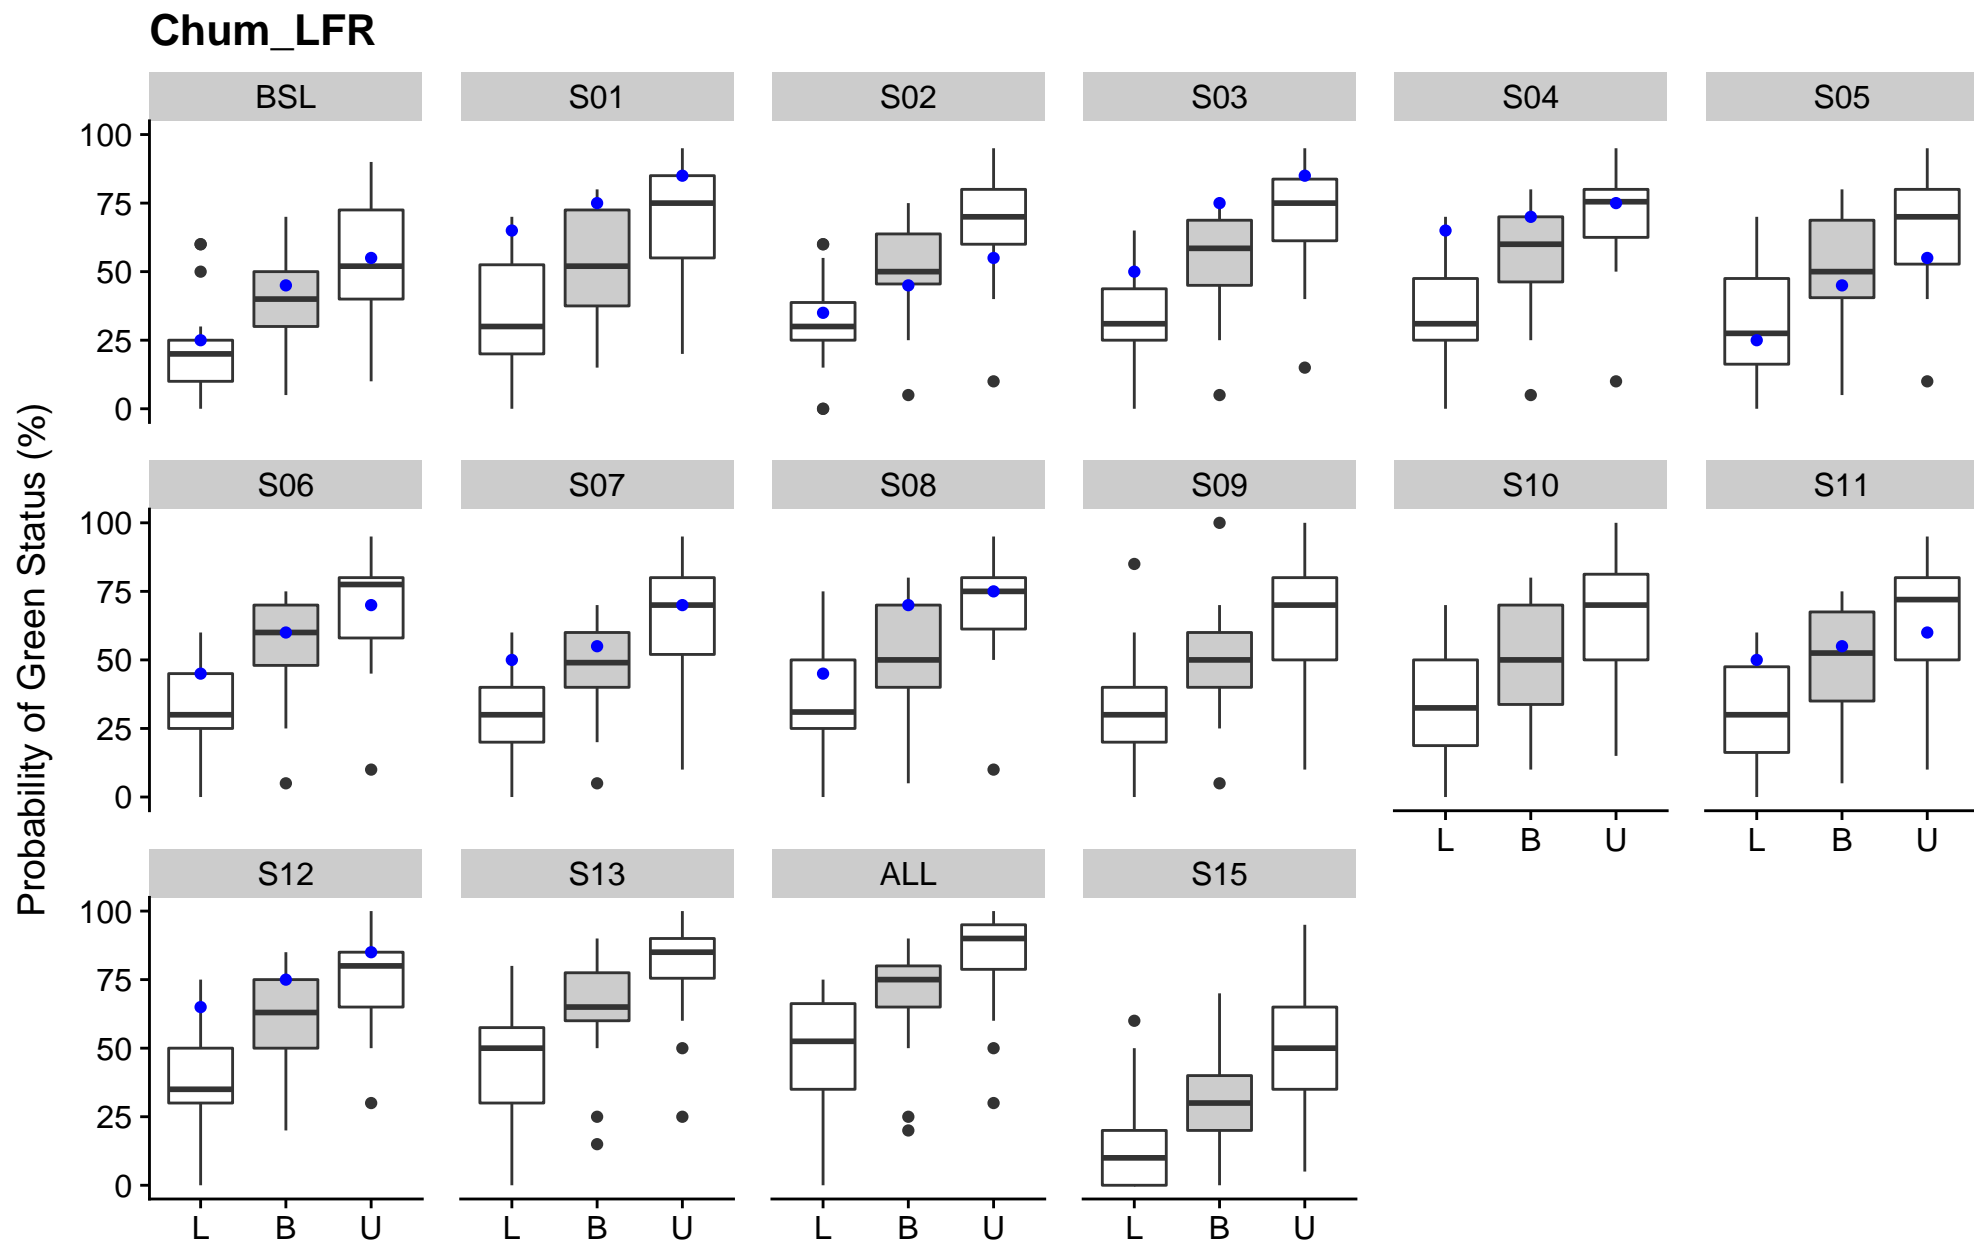 Chum_LFR
BSL S01 S02 S03 S04 S05
100
75
50
25
0
S06 S07 S08 S09 S10 S11
100
75
50
25
0
L B U L B U
S12 S13 ALL S15
100
75
50
25
0
L B U L B U L B U L B U
Probability of Green Status (%)